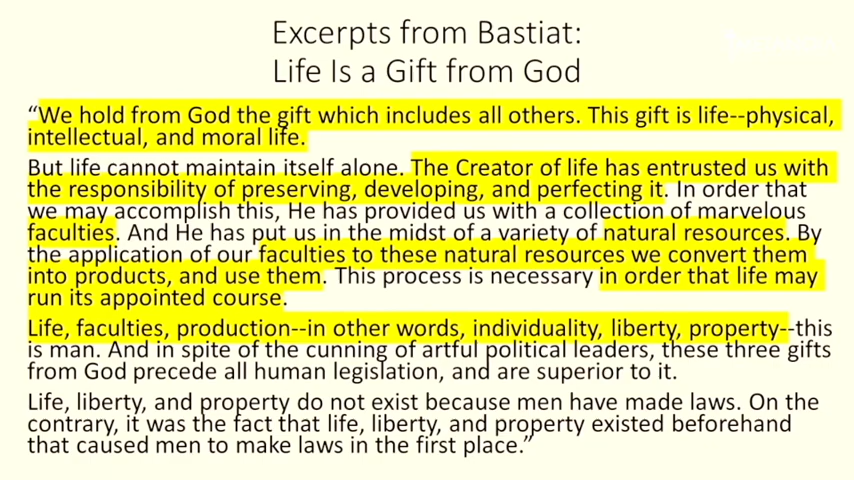 Excerpts from Bastiat:
Life Is a Gift from God
“We hold from God the gift which includes all others. This gift is life--physical,
intellectual, and moral life.
But life cannot maintain itself alone. The Creator of life has entrusted us with
the responsibility of preserving, developing, and perfecting it. In order that
we may accomplish this, He has provided us with a collection of marvelous
faculties. And He has put us in the midst of a variety of natural resources. By
the application of our faculties to these natural resources we convert them
into products, and use them. This process is necessary in order that life may
run its appointed course.
Life, faculties, production--in other words, individuality, liberty, property--this
is man. And in spite of the cunning of artful political leaders, these three gifts
from God precede all human legislation, and are superior to it.
Life, liberty, and property do not exist because men have made laws. On the
contrary, it was the fact that life, liberty, and property existed beforehand
that caused men to make laws in the first place.”